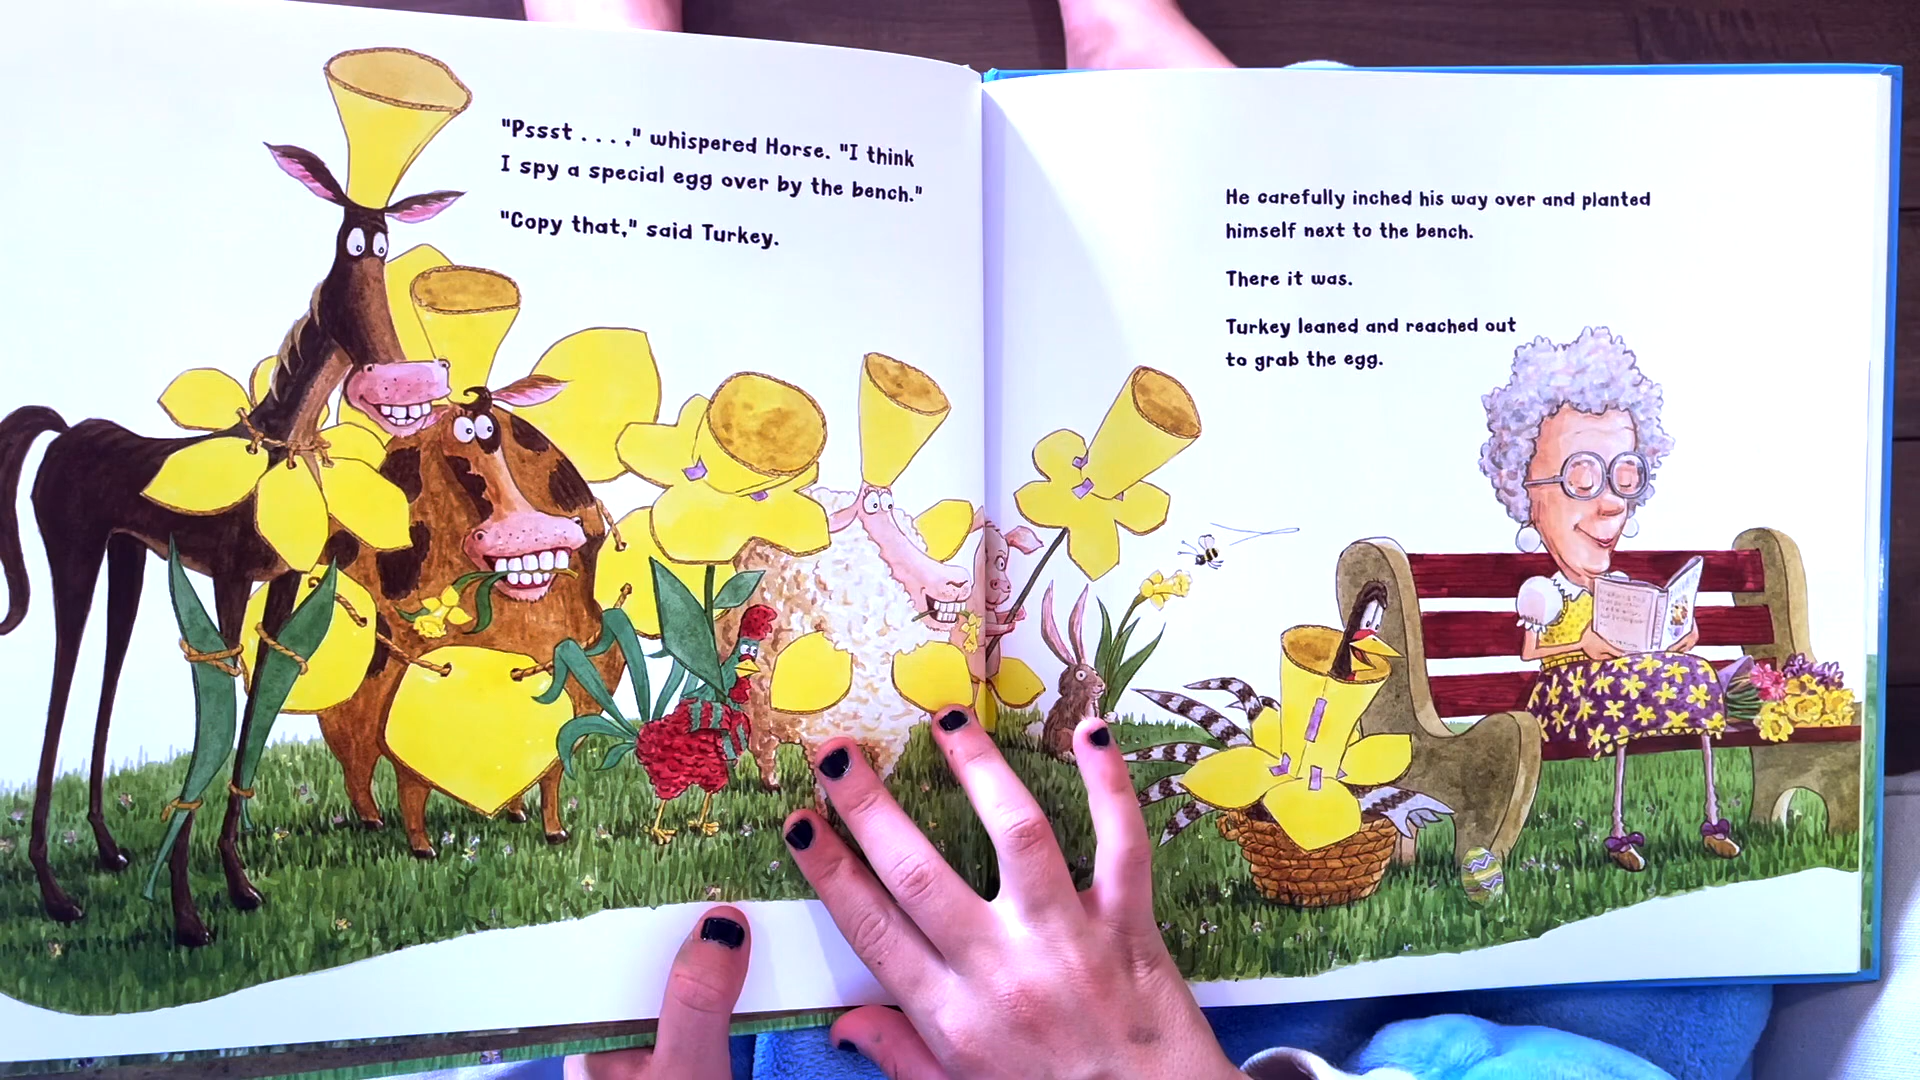 "Pssst . . . ," whispered Horse. "I think
I spy a special egg over by the bench."
"Copy that," said Turkey.
He carefully inched his way over and planted
himself next to the bench.
There it was.
Turkey leaned and reached out
to grab the egg.